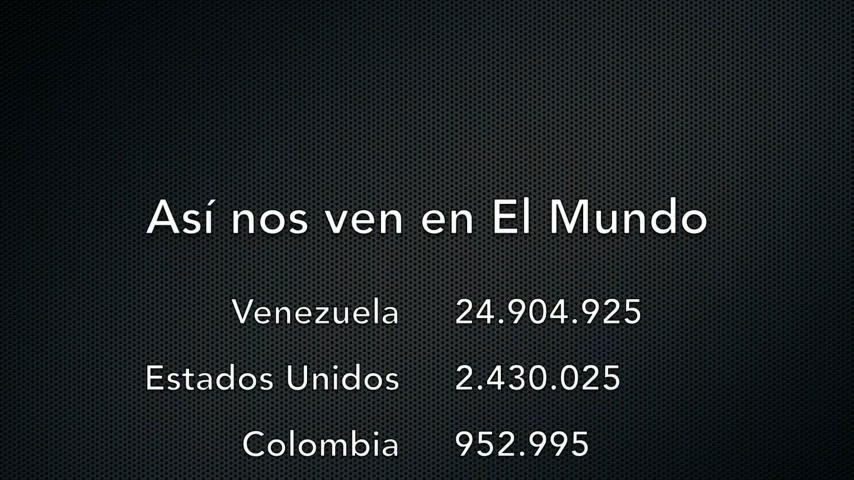 Así nos ven en El Mundo
Venezuela 24.904.925
Estados Unidos 2.430.025
Colombia 952.995